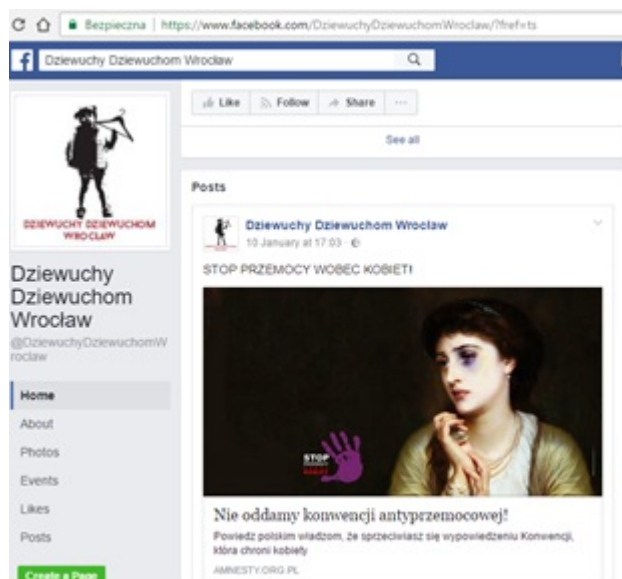 Bezpieczna | https://www.facebook.com/DziewuchyDziewuchomWroclaw/?fref=ts
Dziewuchy Dziewuchom Wrocław
Like Follow Share ...
See all
DZIEWUCHY DZIEWUCHOM
WROCŁAW
Dziewuchy
Dziewuchom
Wrocław
@DziewuchyDziewuchomW
roclaw
Home
About
Photos
Events
Likes
Posts
Create a Page
Posts
Dziewuchy Dziewuchom Wrocław
10 January at 17:03
STOP PRZEMOCY WOBEC KOBIET!
STOP
Nie oddamy konwencji antyprzemocowej!
Powiedz polskim władzom, że sprzeciwiasz się wypowiedzeniu Konwencji,
która chroni kobiety
AMNESTY.ORG.PL